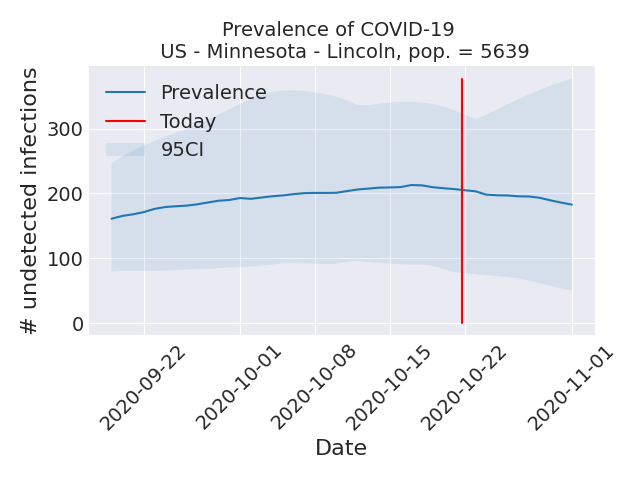 Prevalence of COVID-19
US - Minnesota - Lincoln, pop. = 5639
Prevalence
Today
95CI
# undetected infections
300
200
100
0
2020-09-22
2020-10-01
2020-10-08
2020-10-15
2020-10-22
2020-11-01
Date